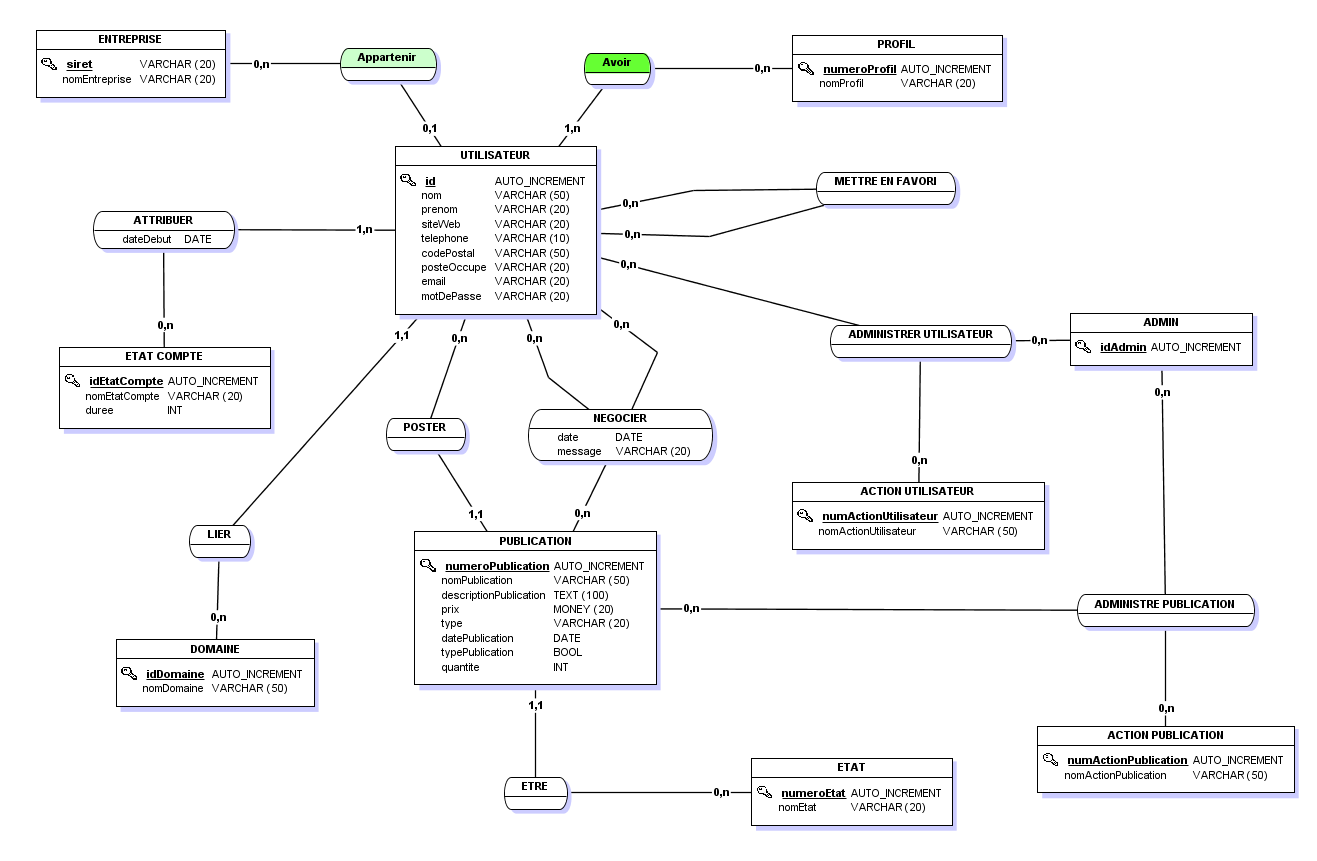 ENTREPRISE
siret VARCHAR (20)
nomEntreprise VARCHAR (20)
0,n
Appartenir
0,1
Avoir
1,n
0,n
PROFIL
numeroProfil AUTO_INCREMENT
nomProfil VARCHAR (20)
UTILISATEUR
id AUTO_INCREMENT
nom VARCHAR (50)
prenom VARCHAR (20)
siteWeb VARCHAR (20)
telephone VARCHAR (10)
codePostal VARCHAR (50)
posteOccupe VARCHAR (20)
email VARCHAR (20)
motDePasse VARCHAR (20)
METTRE EN FAVORI
0,n
0,n
0,n
ATTRIBUER
dateDebut DATE
1,n
0,n
ETAT COMPTE
idEtatCompte AUTO_INCREMENT
nomEtatCompte VARCHAR (20)
duree INT
1,1
0,n
0,n
0,n
ADMINISTRER UTILISATEUR
0,n
ADMIN
idAdmin AUTO_INCREMENT
0,n
POSTER
NEGOCIER
date DATE
message VARCHAR (20)
0,n
ACTION UTILISATEUR
numActionUtilisateur AUTO_INCREMENT
nomActionUtilisateur VARCHAR (50)
1,1
0,n
LIER
0,n
PUBLICATION
numeroPublication AUTO_INCREMENT
nomPublication VARCHAR (50)
descriptionPublication TEXT (100)
prix MONEY (20)
type VARCHAR (20)
datePublication DATE
typePublication BOOL
quantite INT
0,n
ADMINISTRE PUBLICATION
DOMAINE
idDomaine AUTO_INCREMENT
nomDomaine VARCHAR (50)
1,1
0,n
ACTION PUBLICATION
numActionPublication AUTO_INCREMENT
nomActionPublication VARCHAR (50)
ETRE
0,n
ETAT
numeroEtat AUTO_INCREMENT
nomEtat VARCHAR (20)